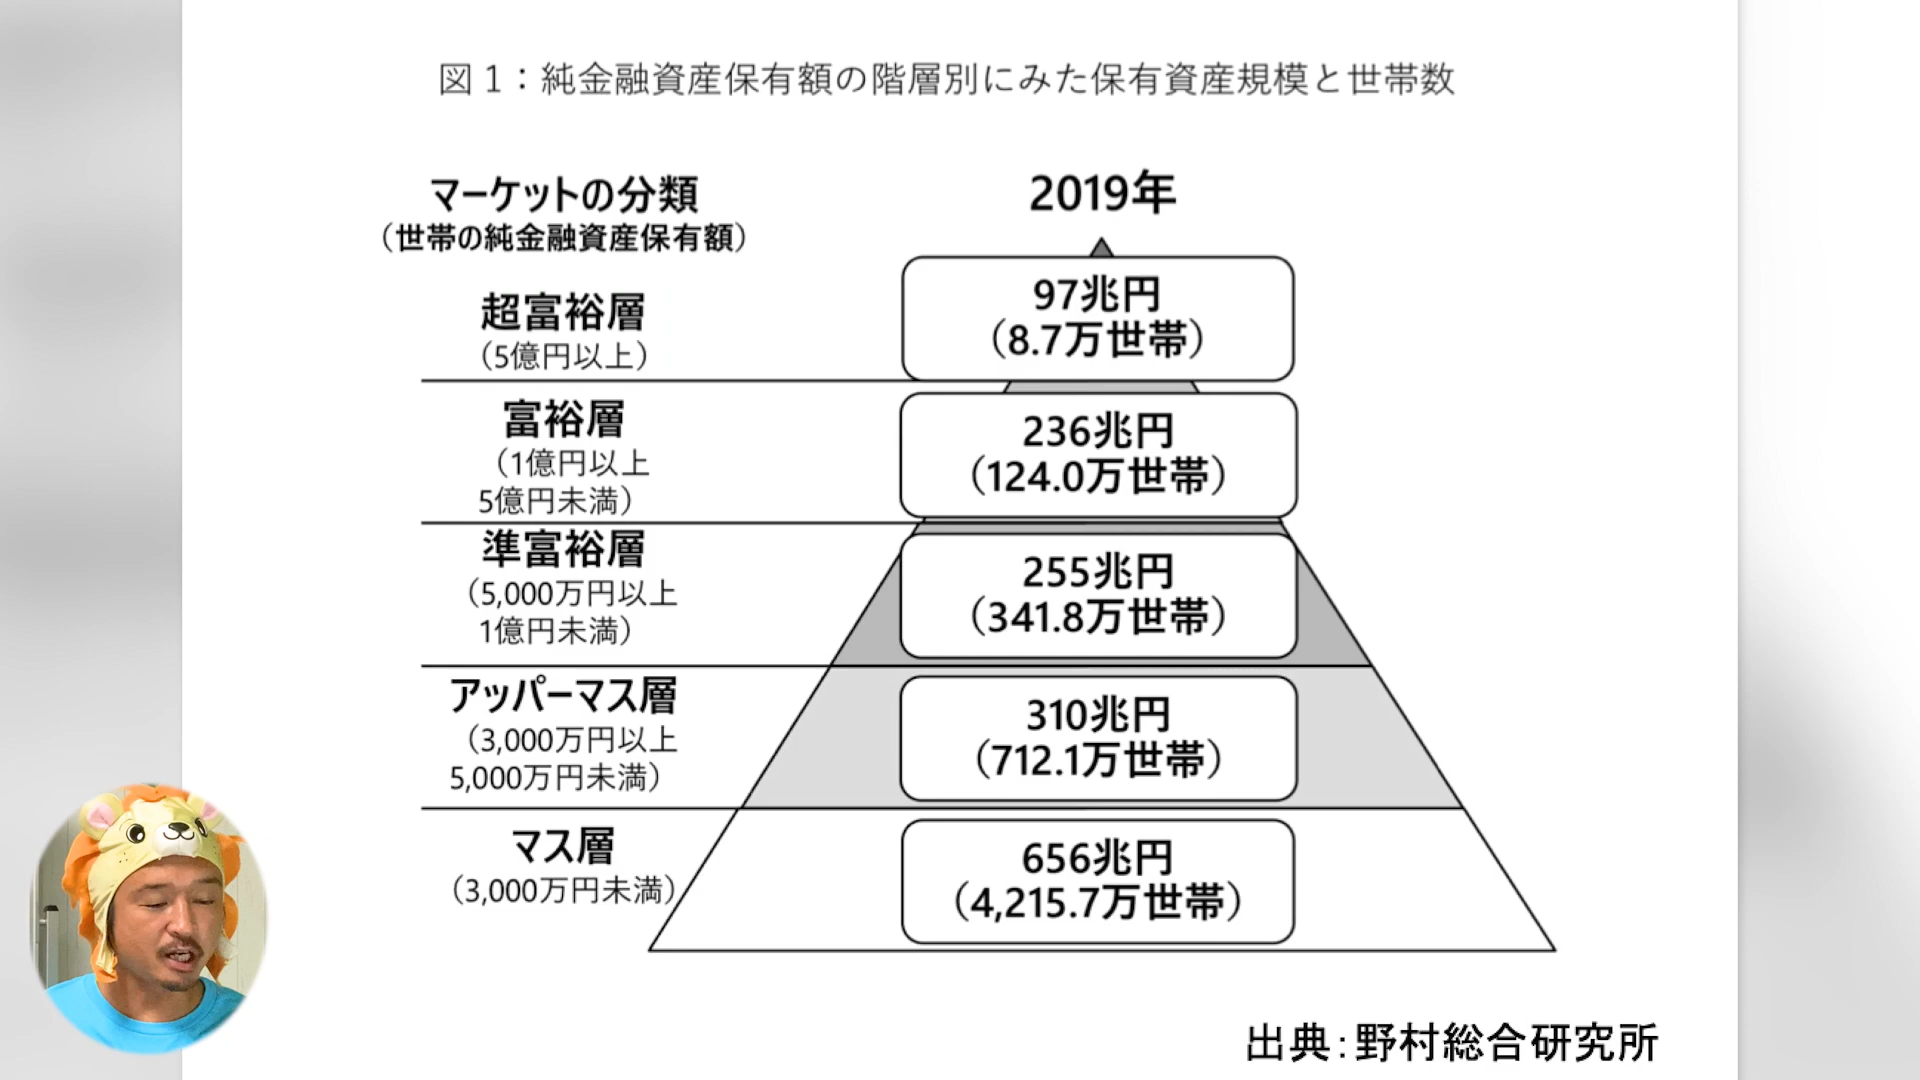 図1：純金融資産保有額の階層別にみた保有資産規模と世帯数
マーケットの分類
（世帯の純金融資産保有額）
2019年
超富裕層
（5億円以上）
97兆円
（8.7万世帯）
富裕層
（1億円以上
5億円未満）
236兆円
（124.0万世帯）
準富裕層
（5,000万円以上
1億円未満）
255兆円
（341.8万世帯）
アッパーマス層
（3,000万円以上
5,000万円未満）
310兆円
（712.1万世帯）
マス層
（3,000万円未満）
656兆円
（4,215.7万世帯）
出典：野村総合研究所